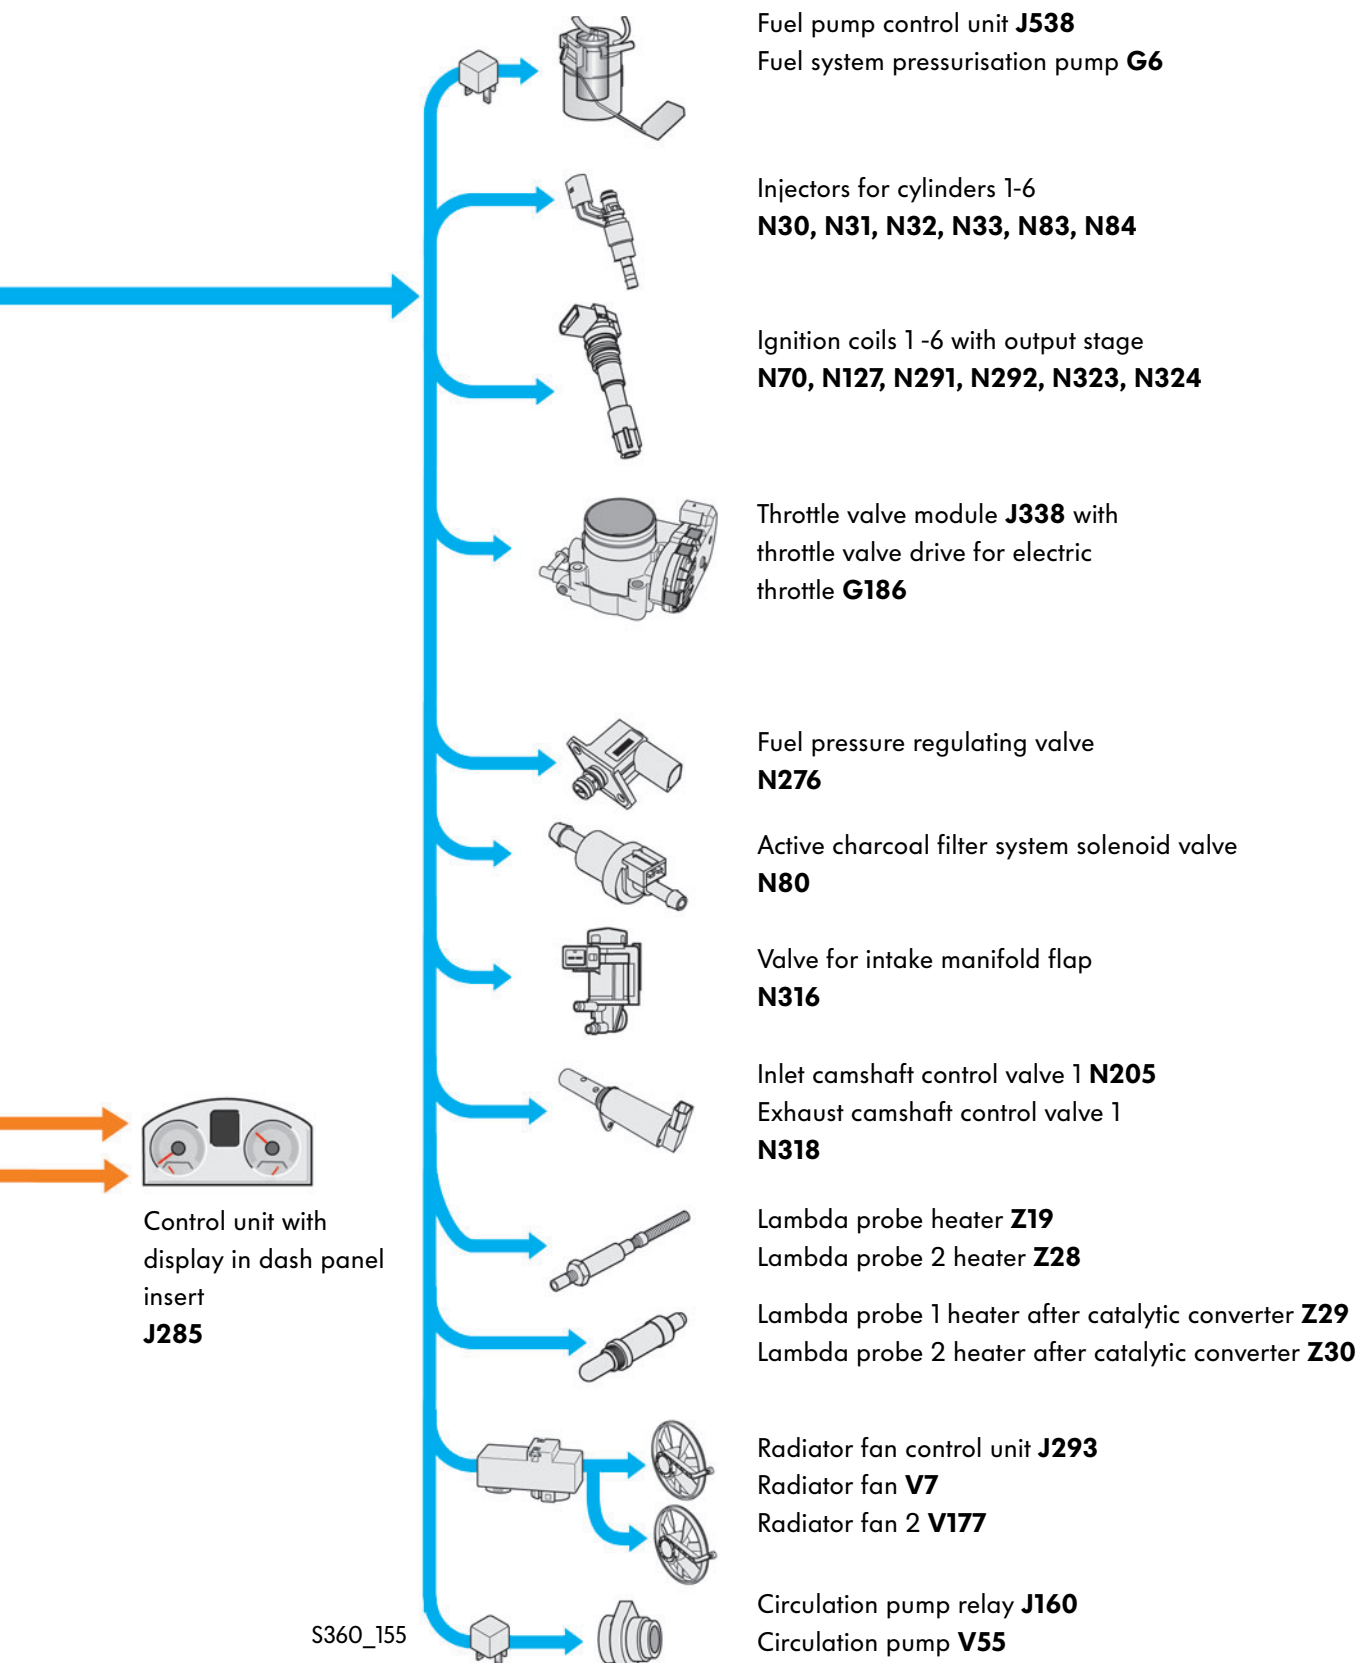 Fuel pump control unit J538
Fuel system pressurisation pump G6
Injectors for cylinders 1-6
N30, N31, N32, N33, N83, N84
Ignition coils 1 -6 with output stage
N70, N127, N291, N292, N323, N324
Throttle valve module J338 with
throttle valve drive for electric
throttle G186
Fuel pressure regulating valve
N276
Active charcoal filter system solenoid valve
N80
Valve for intake manifold flap
N316
Inlet camshaft control valve 1 N205
Exhaust camshaft control valve 1
N318
Control unit with
display in dash panel
insert
J285
Lambda probe heater Z19
Lambda probe 2 heater Z28
Lambda probe 1 heater after catalytic converter Z29
Lambda probe 2 heater after catalytic converter Z30
Radiator fan control unit J293
Radiator fan V7
Radiator fan 2 V177
Circulation pump relay J160
Circulation pump V55
S360_155